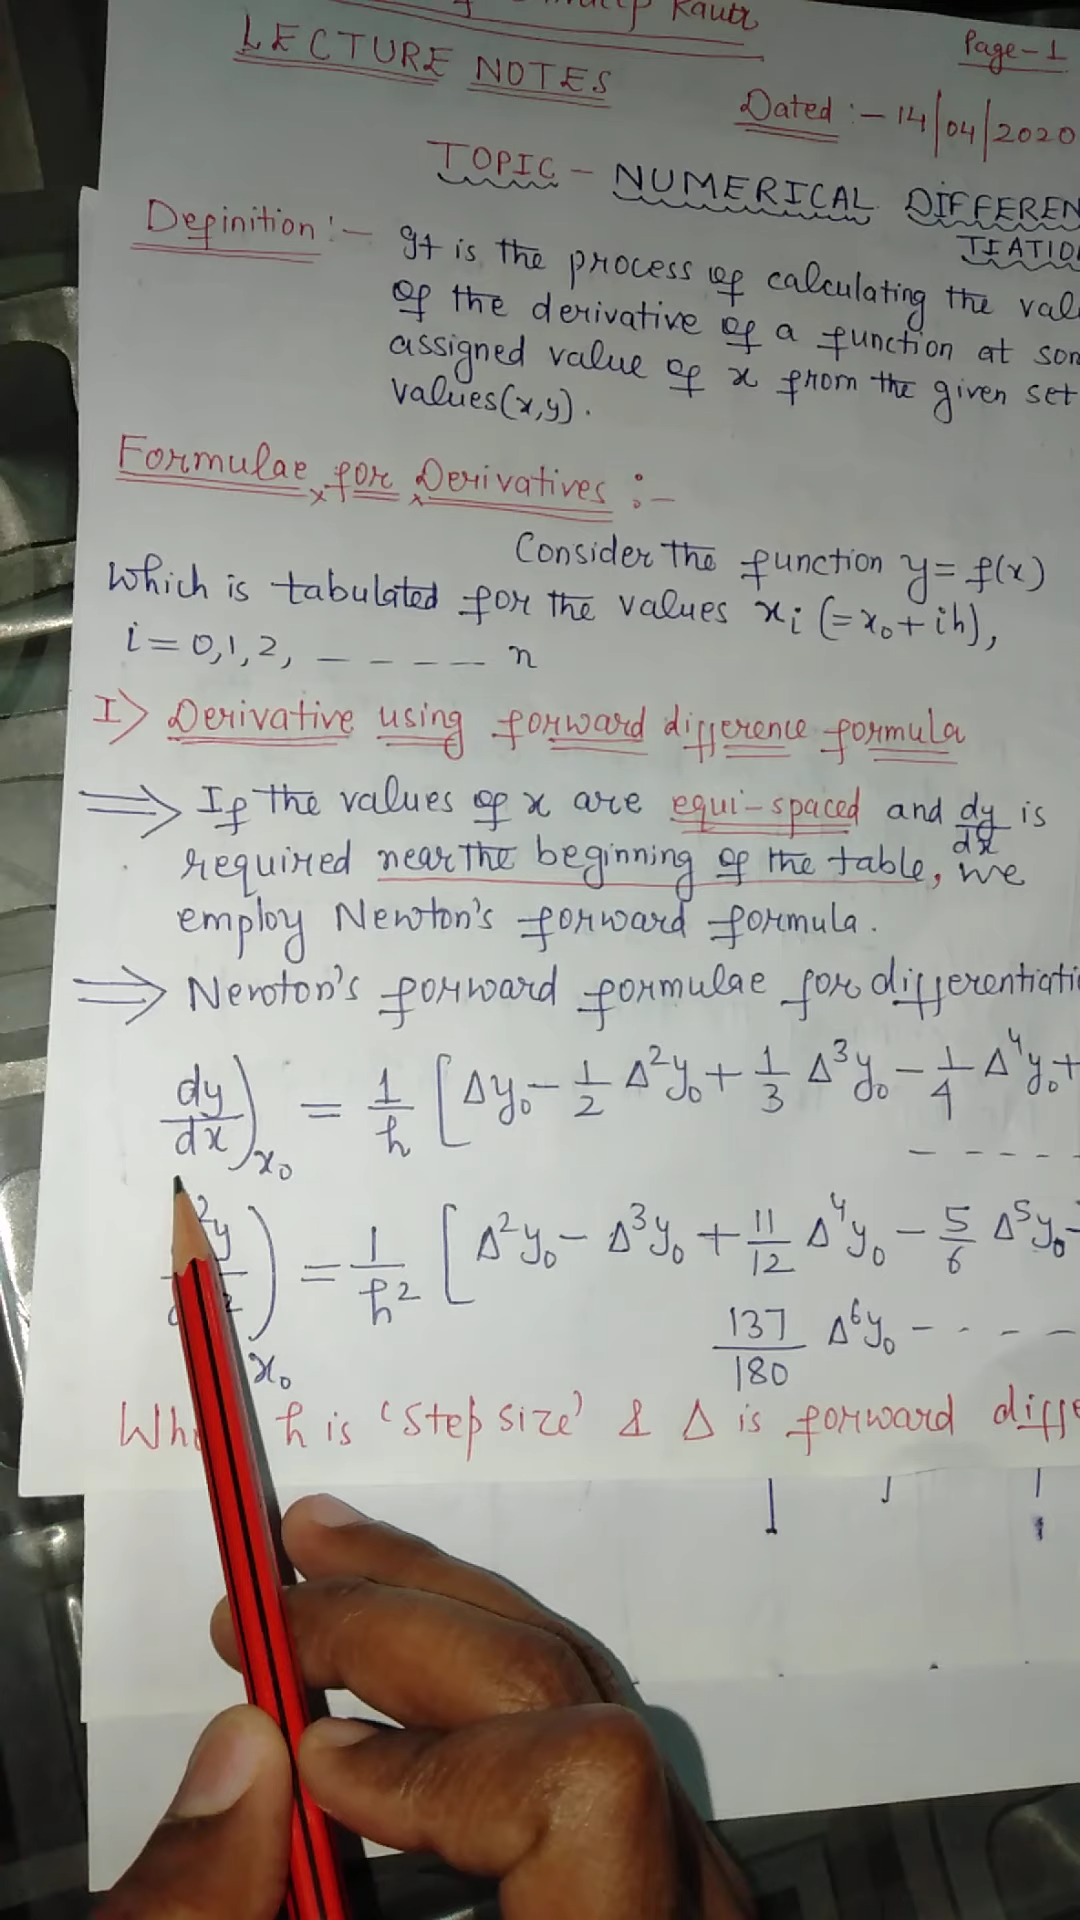 Kaur
Page-1
LECTURE NOTES
Dated :- 14/04/2020
TOPIC - NUMERICAL DIFFEREN
TIATIO
Definition :- It is the process of calculating the val
of the derivative of a function at som
assigned value of x from the given set
values(x,y).
Formulae for Derivatives :-
Consider the function y = f(x)
which is tabulated for the values xᵢ (= x₀ + ih),
i = 0, 1, 2, ----- n
I> Derivative using forward difference formula
⟹ If the values of x are equi-spaced and dy/dx is
required near the beginning of the table, we
employ Newton's forward formula.
⟹ Newton's forward formulae for differentiati
dy/dx)x₀ = 1/h [Δy₀ - 1/2 Δ²y₀ + 1/3 Δ³y₀ - 1/4 Δ⁴y₀ +
-----
²y ²)x₀ = 1/h² [Δ²y₀ - Δ³y₀ + 11/12 Δ⁴y₀ - 5/6 Δ⁵y₀ -
137/180 Δ⁶y₀ - - - -
Wh h is 'step size' & Δ is forward diffe